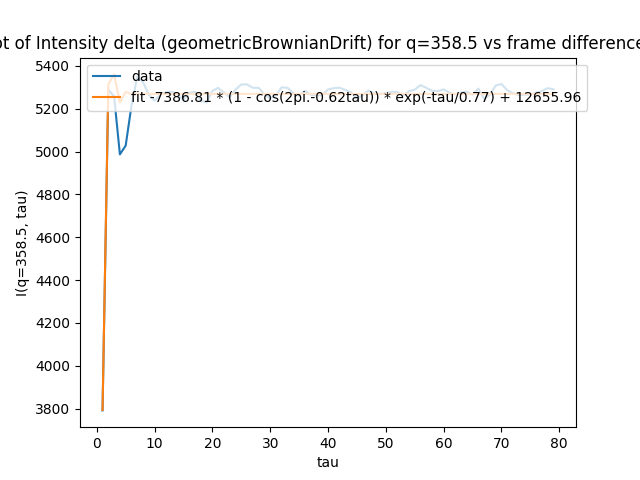 ot of Intensity delta (geometricBrownianDrift) for q=358.5 vs frame difference
data
fit -7386.81 * (1 - cos(2pi.-0.62tau)) * exp(-tau/0.77) + 12655.96
5400
5200
5000
4800
4600
4400
4200
4000
3800
I(q=358.5, tau)
0 10 20 30 40 50 60 70 80
tau